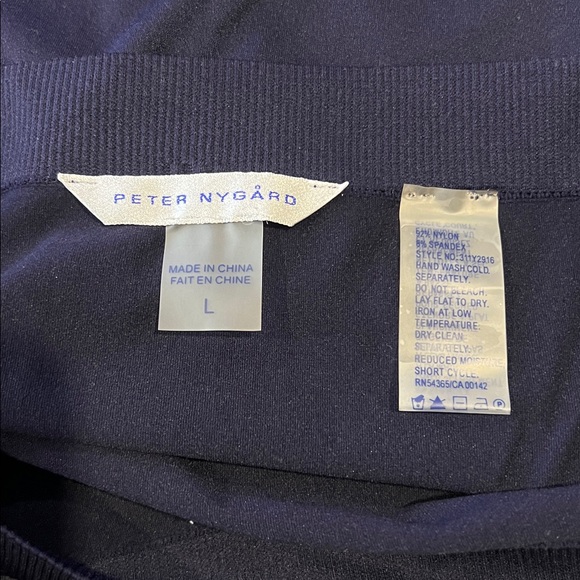 PETER NYGÅRD
MADE IN CHINA
FAIT EN CHINE
L
92% NYLON
8% SPANDEX
STYLE NO: 311Y2916
HAND WASH COLD.
SEPARATELY.
DO NOT BLEACH.
LAY FLAT TO DRY.
IRON AT LOW
TEMPERATURE.
DRY CLEAN.
SEPARATELY.
REDUCED MOISTURE
SHORT CYCLE.
RN54365/CA 00142
P